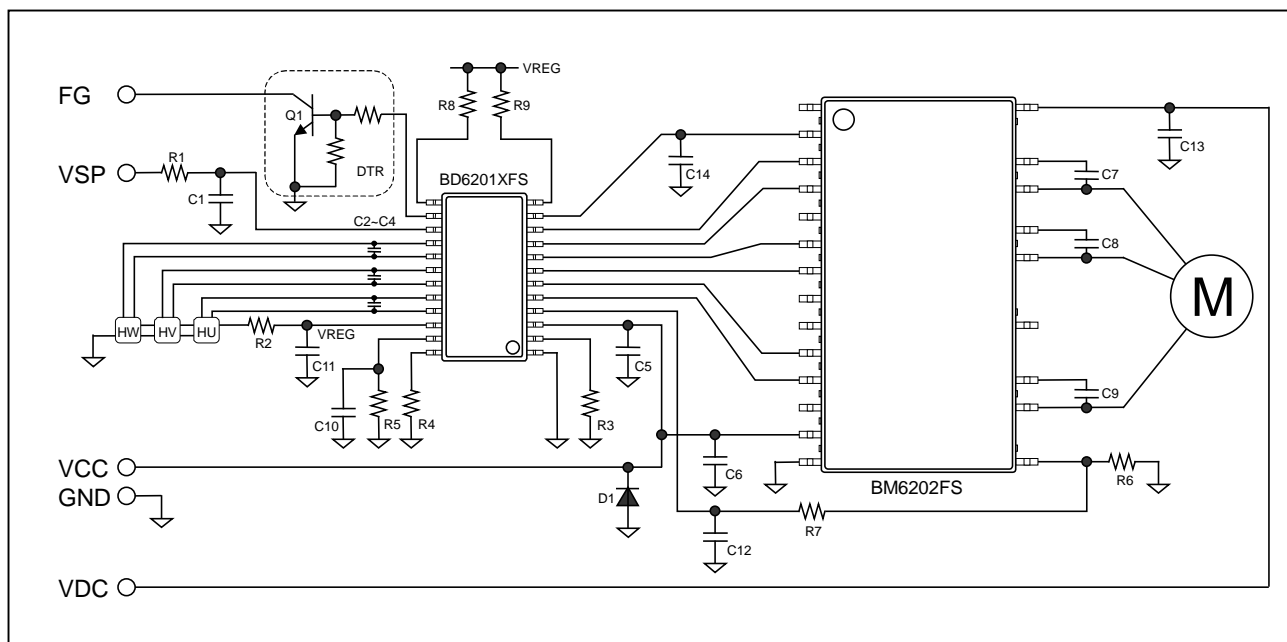 VREG
FG
R8
R9
Q1
C13
R1
C14
C7
VSP
DTR
BD6201XFS
C1
C2~C4
C8
M
HW
HV
HU
VREG
R2
C11
C5
C9
C10
R5
R4
R3
VCC
C6
R6
GND
D1
BM6202FS
R7
C12
VDC